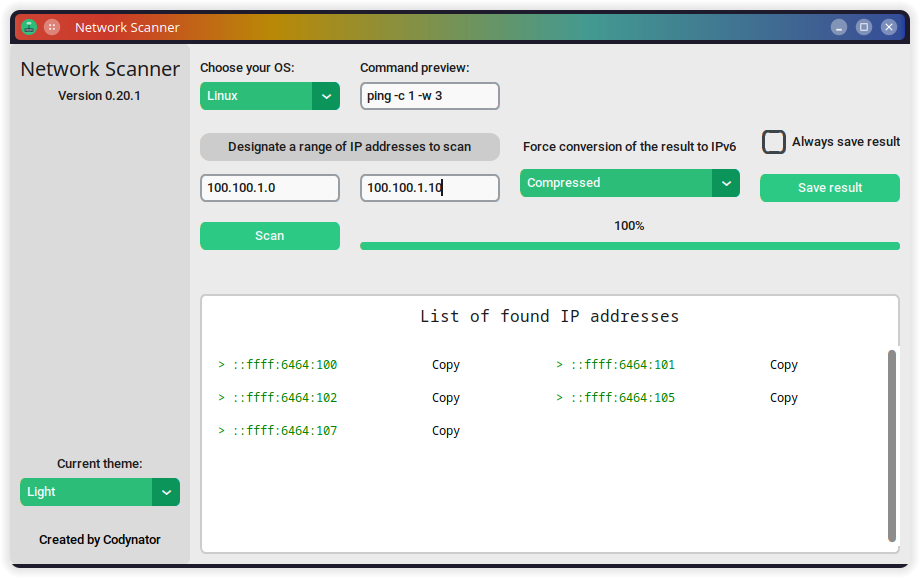 Network Scanner
Network Scanner
Version 0.20.1
Choose your OS:
Linux
Command preview:
ping -c 1 -w 3
Designate a range of IP addresses to scan
100.100.1.0
100.100.1.10
Force conversion of the result to IPv6
Compressed
Always save result
Save result
Scan
100%
List of found IP addresses
> ::ffff:6464:100 Copy > ::ffff:6464:101 Copy
> ::ffff:6464:102 Copy > ::ffff:6464:105 Copy
> ::ffff:6464:107 Copy
Current theme:
Light
Created by Codynator